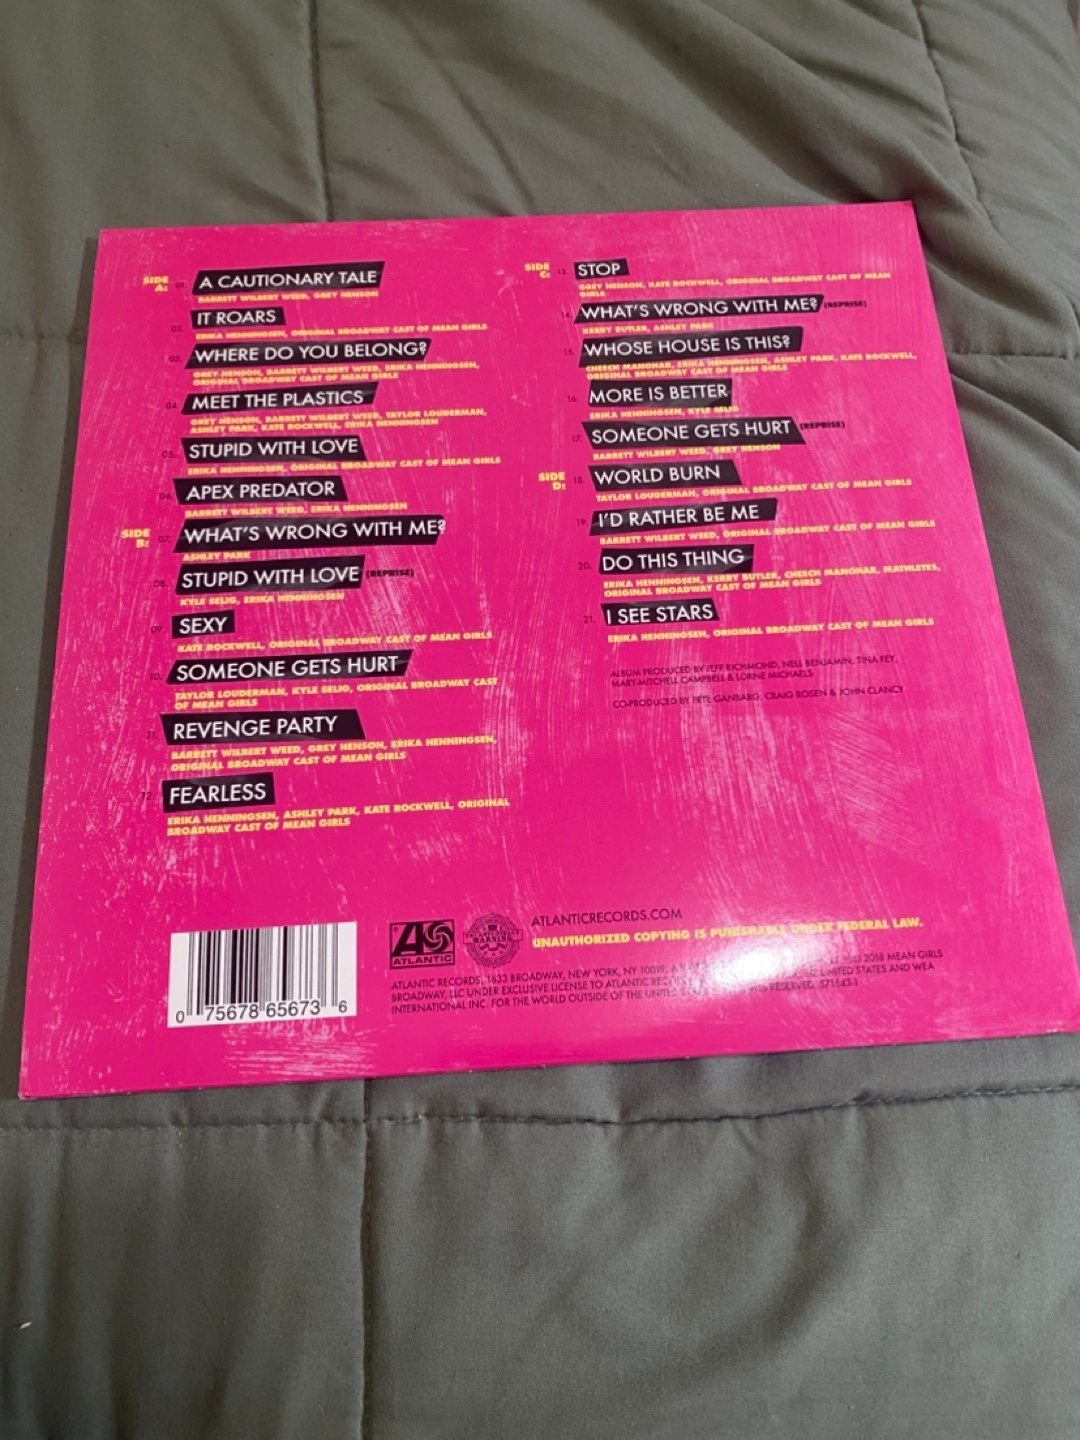 SIDE A:
01. A CAUTIONARY TALE
BARRETT WILBERT WEED, GREY HENSON
02. IT ROARS
ERIKA HENNINGSEN, ORIGINAL BROADWAY CAST OF MEAN GIRLS
03. WHERE DO YOU BELONG?
GREY HENSON, BARRETT WILBERT WEED, ERIKA HENNINGSEN,
ORIGINAL BROADWAY CAST OF MEAN GIRLS
04. MEET THE PLASTICS
GREY HENSON, BARRETT WILBERT WEED, TAYLOR LOUDERMAN,
ASHLEY PARK, KATE ROCKWELL, ERIKA HENNINGSEN
05. STUPID WITH LOVE
ERIKA HENNINGSEN, ORIGINAL BROADWAY CAST OF MEAN GIRLS
06. APEX PREDATOR
BARRETT WILBERT WEED, ERIKA HENNINGSEN
SIDE B:
07. WHAT'S WRONG WITH ME?
ASHLEY PARK
08. STUPID WITH LOVE (REPRISE)
KYLE SELIG, ERIKA HENNINGSEN
09. SEXY
KATE ROCKWELL, ORIGINAL BROADWAY CAST OF MEAN GIRLS
10. SOMEONE GETS HURT
TAYLOR LOUDERMAN, KYLE SELIG, ORIGINAL BROADWAY CAST
OF MEAN GIRLS
11. REVENGE PARTY
BARRETT WILBERT WEED, GREY HENSON, ERIKA HENNINGSEN,
ORIGINAL BROADWAY CAST OF MEAN GIRLS
12. FEARLESS
ERIKA HENNINGSEN, ASHLEY PARK, KATE ROCKWELL, ORIGINAL
BROADWAY CAST OF MEAN GIRLS
SIDE C:
13. STOP
GREY HENSON, KATE ROCKWELL, ORIGINAL BROADWAY CAST OF MEAN
GIRLS
14. WHAT'S WRONG WITH ME? (REPRISE)
KERRY BUTLER, ASHLEY PARK
15. WHOSE HOUSE IS THIS?
CHEECH MANOHAR, ERIKA HENNINGSEN, ASHLEY PARK, KATE ROCKWELL,
ORIGINAL BROADWAY CAST OF MEAN GIRLS
16. MORE IS BETTER
ERIKA HENNINGSEN, KYLE SELIG
17. SOMEONE GETS HURT (REPRISE)
BARRETT WILBERT WEED, GREY HENSON
SIDE D:
18. WORLD BURN
TAYLOR LOUDERMAN, ORIGINAL BROADWAY CAST OF MEAN GIRLS
19. I'D RATHER BE ME
BARRETT WILBERT WEED, ORIGINAL BROADWAY CAST OF MEAN GIRLS
20. DO THIS THING
ERIKA HENNINGSEN, KERRY BUTLER, CHEECH MANOHAR, MATHLETES,
ORIGINAL BROADWAY CAST OF MEAN GIRLS
21. I SEE STARS
ERIKA HENNINGSEN, ORIGINAL BROADWAY CAST OF MEAN GIRLS
ALBUM PRODUCED BY JEFF RICHMOND, NELL BENJAMIN, TINA FEY,
MARY-MITCHELL CAMPBELL & LORNE MICHAELS
CO-PRODUCED BY PETE GANBARG, CRAIG ROSEN & JOHN CLANCY
0 75678 65673 6
ATLANTIC
WARNING
ATLANTICRECORDS.COM
UNAUTHORIZED COPYING IS PUNISHABLE UNDER FEDERAL LAW.
ATLANTIC RECORDS, 1633 BROADWAY, NEW YORK, NY 10019. 2018 MEAN GIRLS
BROADWAY, LLC UNDER EXCLUSIVE LICENSE TO ATLANTIC THE UNITED STATES AND WEA
INTERNATIONAL INC. FOR THE WORLD OUTSIDE OF THE RESERVED. 571543-1